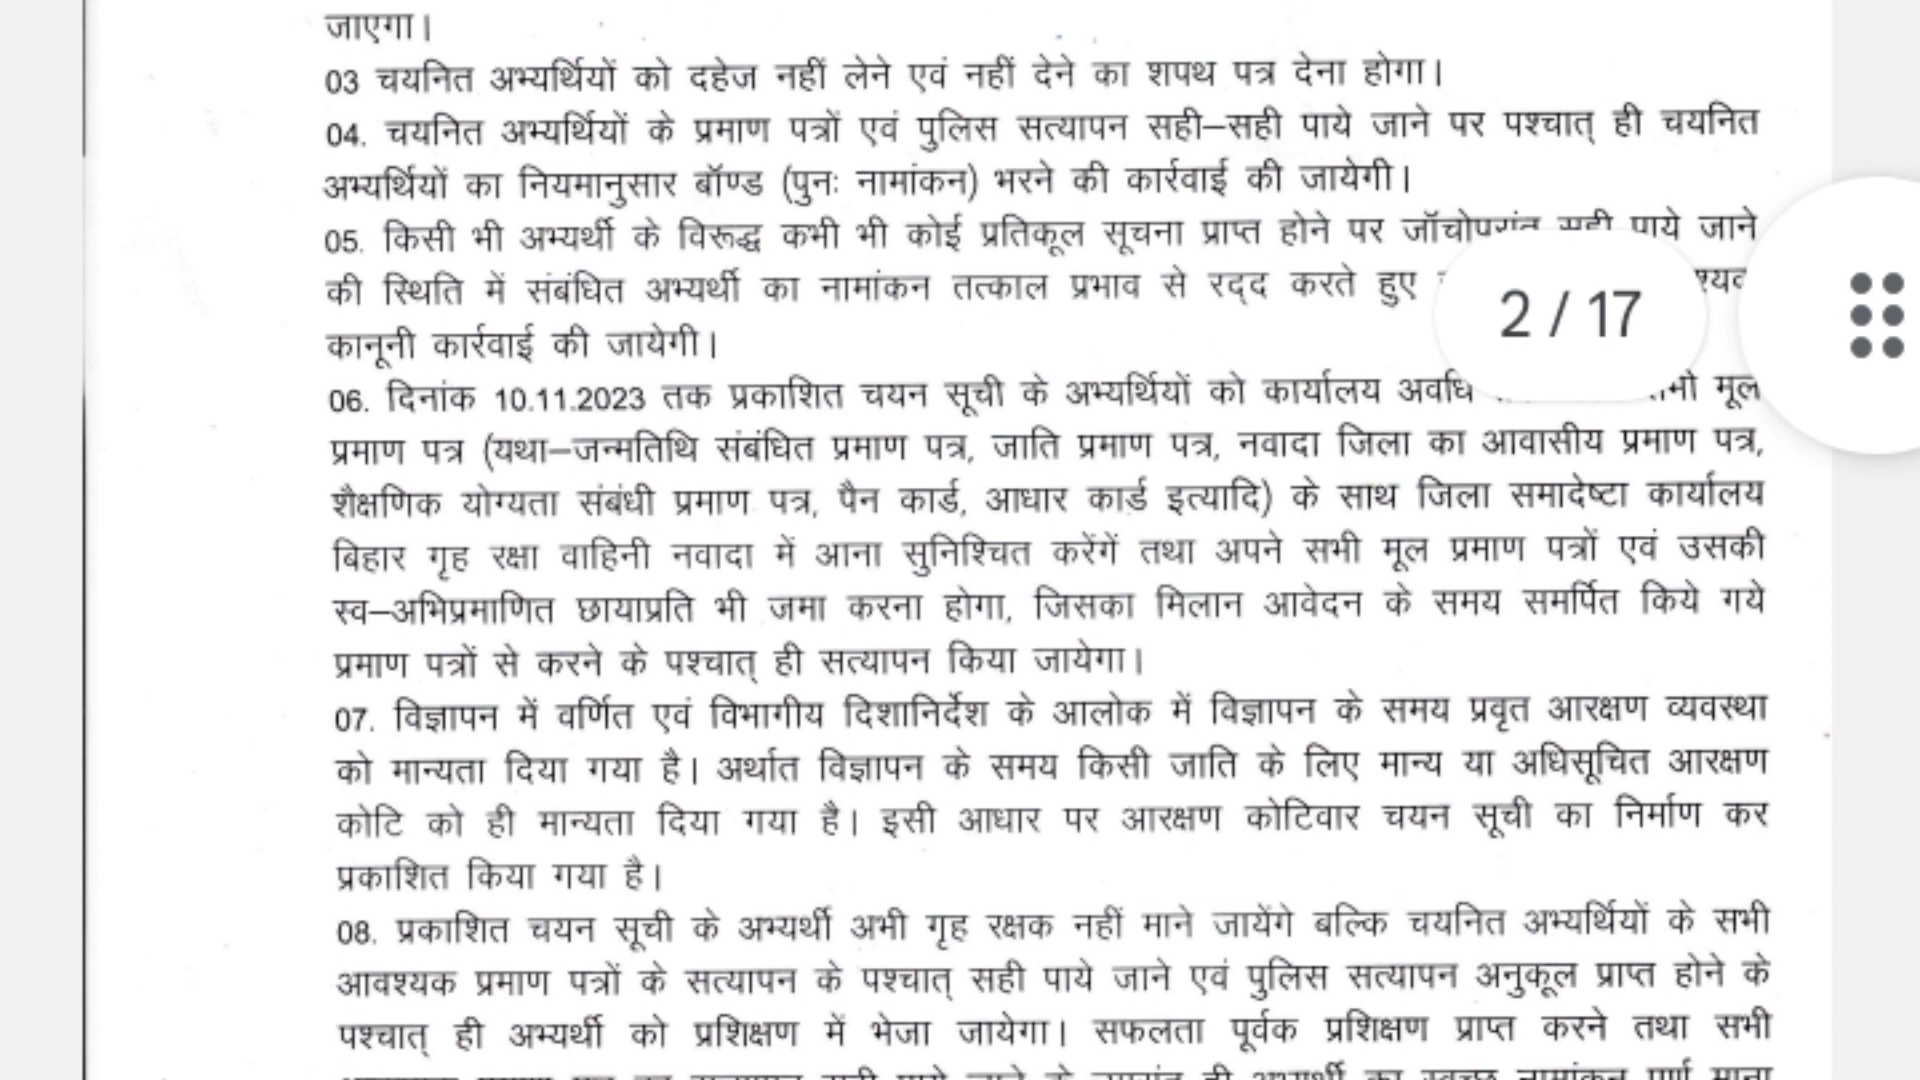 जाएगा।
03 चयनित अभ्यर्थियों को दहेज नहीं लेने एवं नहीं देने का शपथ पत्र देना होगा।
04. चयनित अभ्यर्थियों के प्रमाण पत्रों एवं पुलिस सत्यापन सही–सही पाये जाने पर पश्चात् ही चयनित
अभ्यर्थियों का नियमानुसार बॉण्ड (पुनः नामांकन) भरने की कार्रवाई की जायेगी।
05. किसी भी अभ्यर्थी के विरूद्ध कभी भी कोई प्रतिकूल सूचना प्राप्त होने पर जॉचोपरांत सही पाये जाने
की स्थिति में संबंधित अभ्यर्थी का नामांकन तत्काल प्रभाव से रद्द करते हुए
2 / 17
कानूनी कार्रवाई की जायेगी।
06. दिनांक 10.11.2023 तक प्रकाशित चयन सूची के अभ्यर्थियों को कार्यालय अवधि मूल
प्रमाण पत्र (यथा–जन्मतिथि संबंधित प्रमाण पत्र, जाति प्रमाण पत्र, नवादा जिला का आवासीय प्रमाण पत्र,
शैक्षणिक योग्यता संबंधी प्रमाण पत्र, पैन कार्ड, आधार कार्ड इत्यादि) के साथ जिला समादेष्टा कार्यालय
बिहार गृह रक्षा वाहिनी नवादा में आना सुनिश्चित करेंगें तथा अपने सभी मूल प्रमाण पत्रों एवं उसकी
स्व–अभिप्रमाणित छायाप्रति भी जमा करना होगा, जिसका मिलान आवेदन के समय समर्पित किये गये
प्रमाण पत्रों से करने के पश्चात् ही सत्यापन किया जायेगा।
07. विज्ञापन में वर्णित एवं विभागीय दिशानिर्देश के आलोक में विज्ञापन के समय प्रवृत आरक्षण व्यवस्था
को मान्यता दिया गया है। अर्थात विज्ञापन के समय किसी जाति के लिए मान्य या अधिसूचित आरक्षण
कोटि को ही मान्यता दिया गया है। इसी आधार पर आरक्षण कोटिवार चयन सूची का निर्माण कर
प्रकाशित किया गया है।
08. प्रकाशित चयन सूची के अभ्यर्थी अभी गृह रक्षक नहीं माने जायेंगे बल्कि चयनित अभ्यर्थियों के सभी
आवश्यक प्रमाण पत्रों के सत्यापन के पश्चात् सही पाये जाने एवं पुलिस सत्यापन अनुकूल प्राप्त होने के
पश्चात् ही अभ्यर्थी को प्रशिक्षण में भेजा जायेगा। सफलता पूर्वक प्रशिक्षण प्राप्त करने तथा सभी